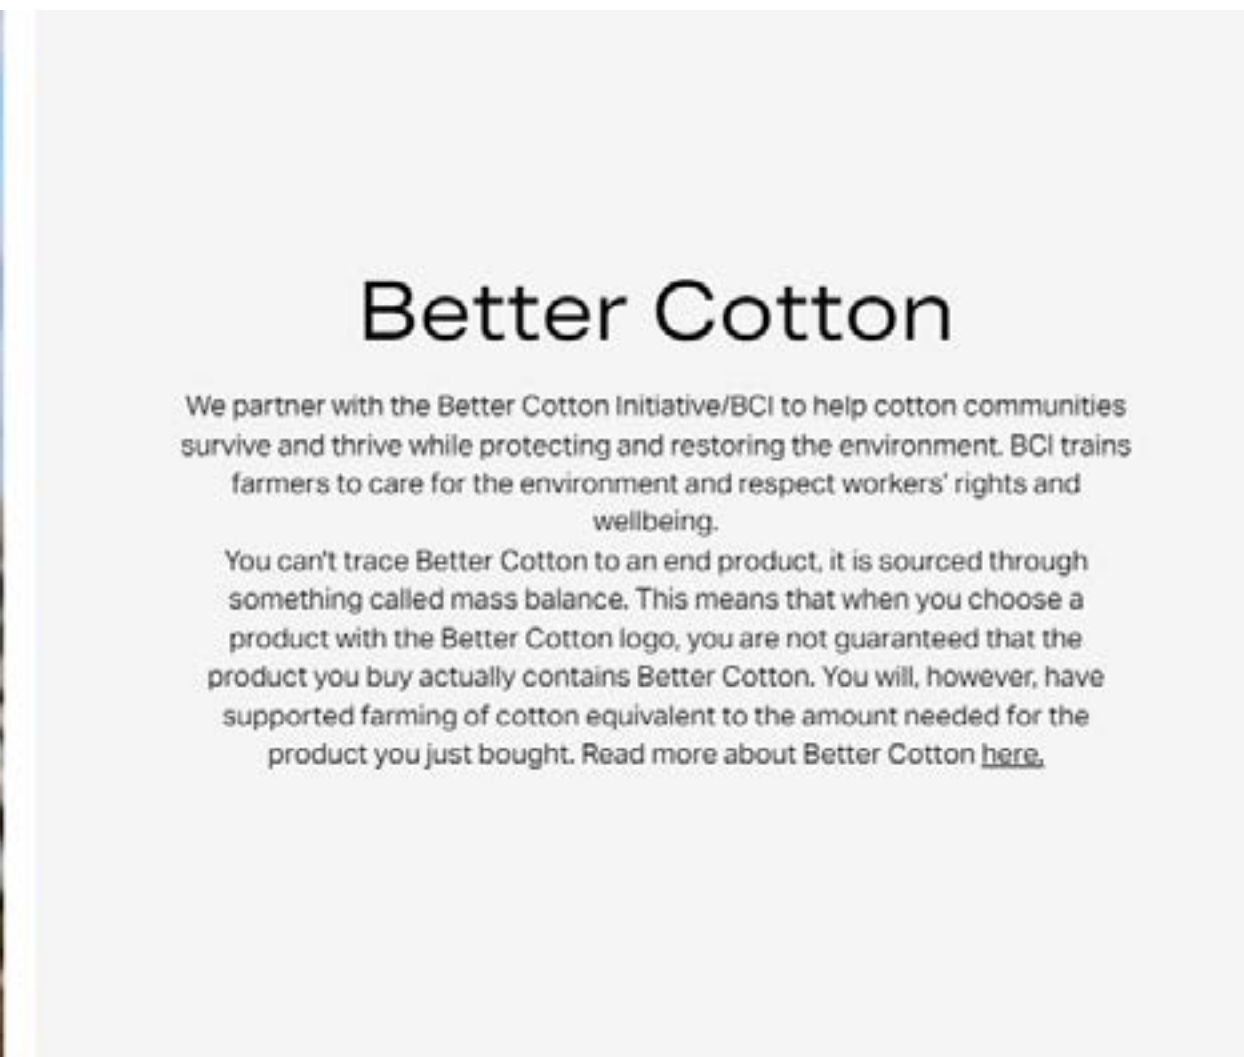 Better Cotton
We partner with the Better Cotton Initiative/BCI to help cotton communities
survive and thrive while protecting and restoring the environment. BCI trains
farmers to care for the environment and respect workers' rights and
wellbeing.
You can't trace Better Cotton to an end product, it is sourced through
something called mass balance. This means that when you choose a
product with the Better Cotton logo, you are not guaranteed that the
product you buy actually contains Better Cotton. You will, however, have
supported farming of cotton equivalent to the amount needed for the
product you just bought. Read more about Better Cotton here.